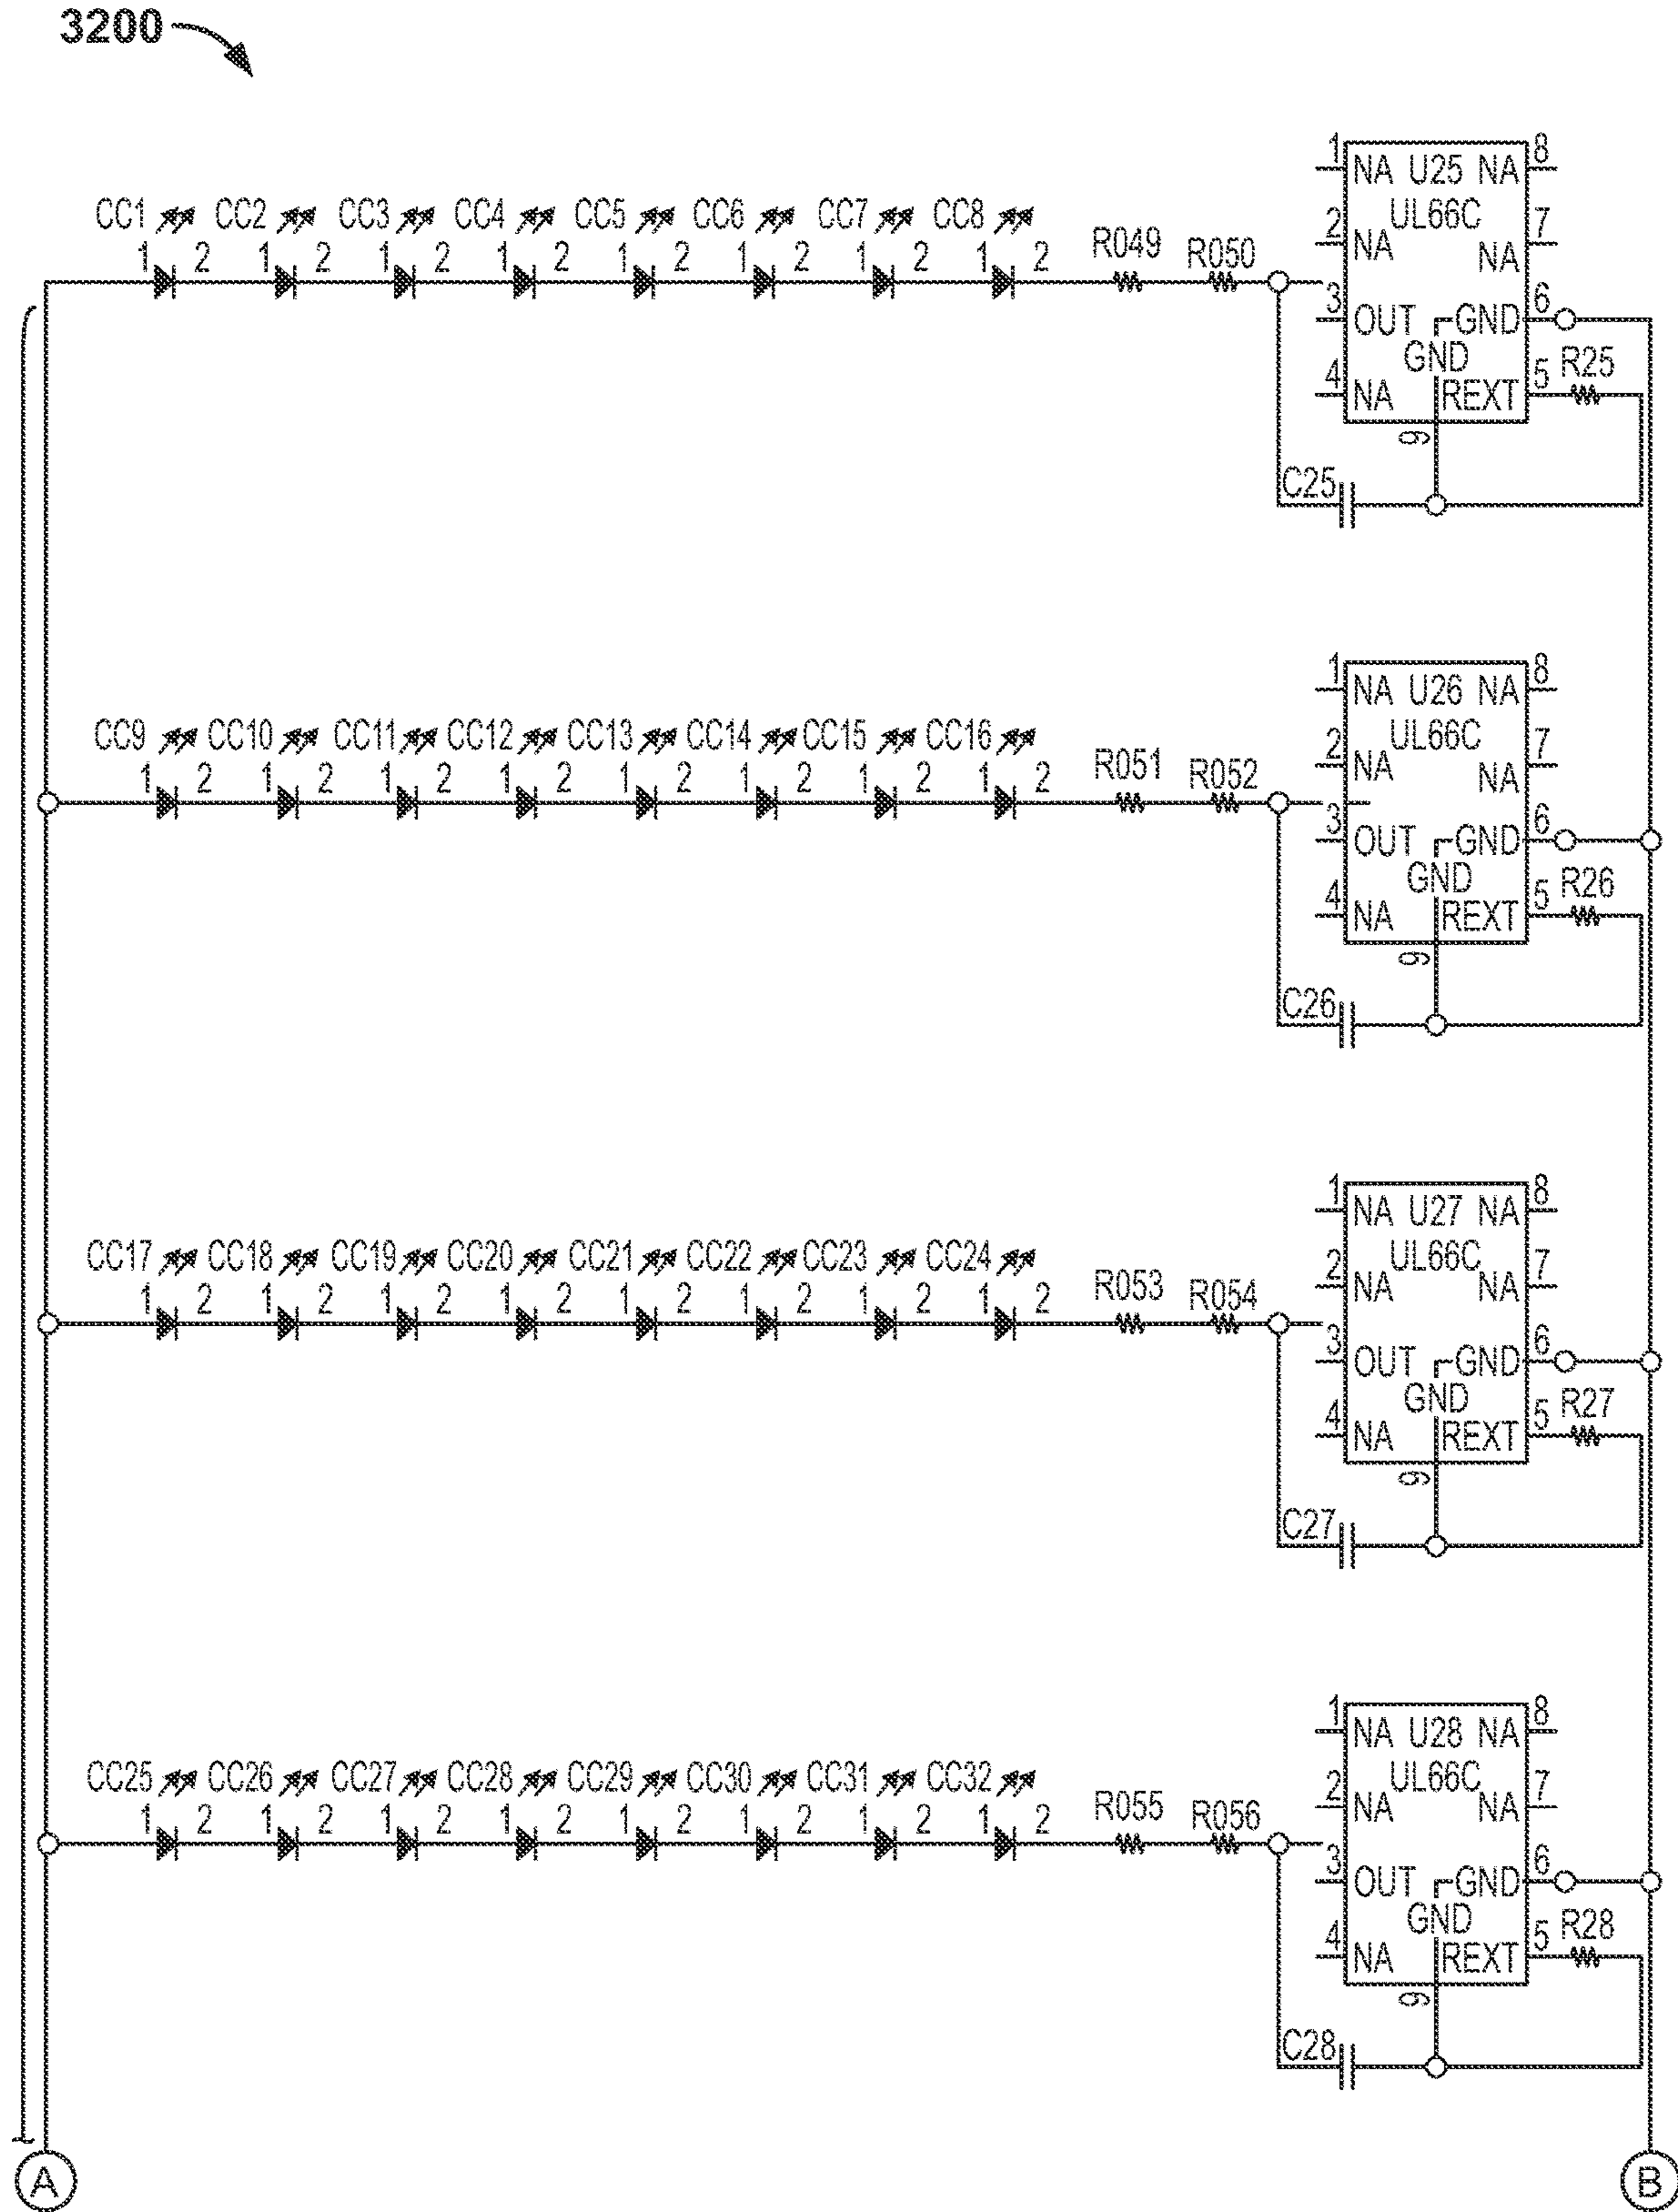 3200
CC1 CC2 CC3 CC4 CC5 CC6 CC7 CC8
1 2 1 2 1 2 1 2 1 2 1 2 1 2 1 2
R049 R050
1 NA U25 NA 8
UL66C
2 NA NA 7
3 OUT GND 6
GND
4 NA REXT 5 R25
9
C25
CC9 CC10 CC11 CC12 CC13 CC14 CC15 CC16
1 2 1 2 1 2 1 2 1 2 1 2 1 2 1 2
R051 R052
1 NA U26 NA 8
UL66C
2 NA NA 7
3 OUT GND 6
GND
4 NA REXT 5 R26
9
C26
CC17 CC18 CC19 CC20 CC21 CC22 CC23 CC24
1 2 1 2 1 2 1 2 1 2 1 2 1 2 1 2
R053 R054
1 NA U27 NA 8
UL66C
2 NA NA 7
3 OUT GND 6
GND
4 NA REXT 5 R27
9
C27
CC25 CC26 CC27 CC28 CC29 CC30 CC31 CC32
1 2 1 2 1 2 1 2 1 2 1 2 1 2 1 2
R055 R056
1 NA U28 NA 8
UL66C
2 NA NA 7
3 OUT GND 6
GND
4 NA REXT 5 R28
9
C28
A B